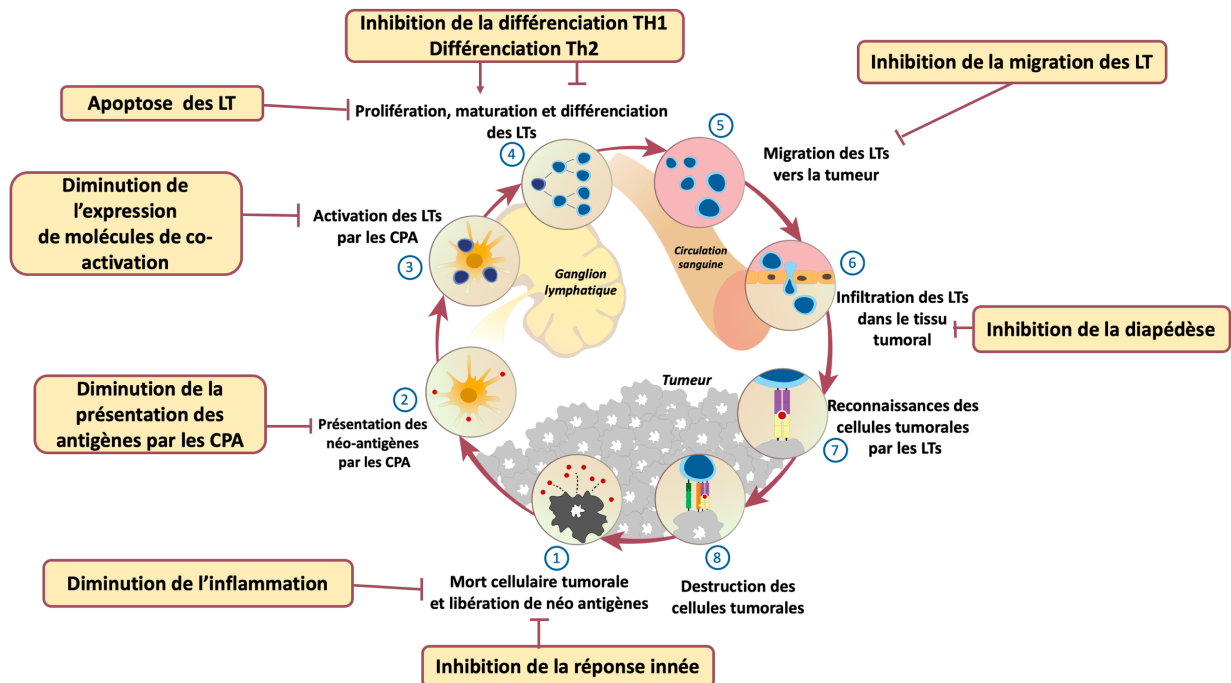 Inhibition de la différenciation TH1
Différenciation Th2
Inhibition de la migration des LT
Apoptose des LT
Prolifération, maturation et différenciation
des LTs
4
5
Migration des LTs
vers la tumeur
Diminution de
l'expression
de molécules de co-
activation
Activation des LTs
par les CPA
3
Ganglion
lymphatique
Circulation
sanguine
6
Infiltration des LTs
dans le tissu
tumoral
Inhibition de la diapédèse
Diminution de la
présentation des
antigènes par les CPA
2
Présentation des
néo-antigènes
par les CPA
Tumeur
Reconnaissances des
cellules tumorales
par les LTs
7
1
8
Diminution de l'inflammation
Mort cellulaire tumorale
et libération de néo antigènes
Destruction des
cellules tumorales
Inhibition de la réponse innée